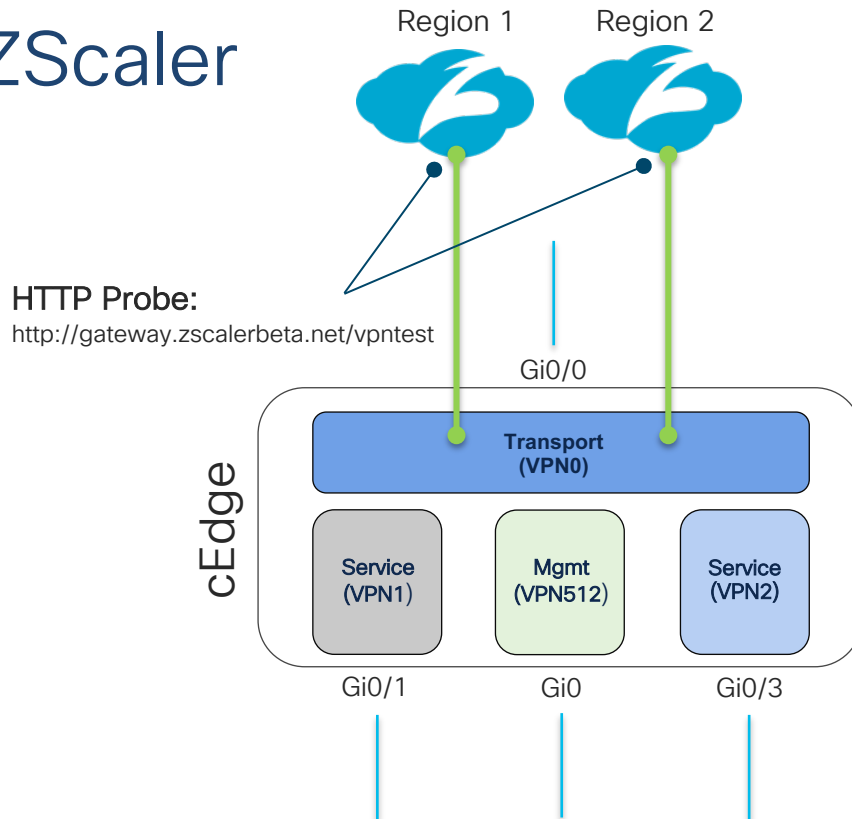 ZScaler
Region 1
Region 2
HTTP Probe:
http://gateway.zscalerbeta.net/vpntest
Gi0/0
cEdge
Transport
(VPN0)
Service
(VPN1)
Mgmt
(VPN512)
Service
(VPN2)
Gi0/1
Gi0
Gi0/3